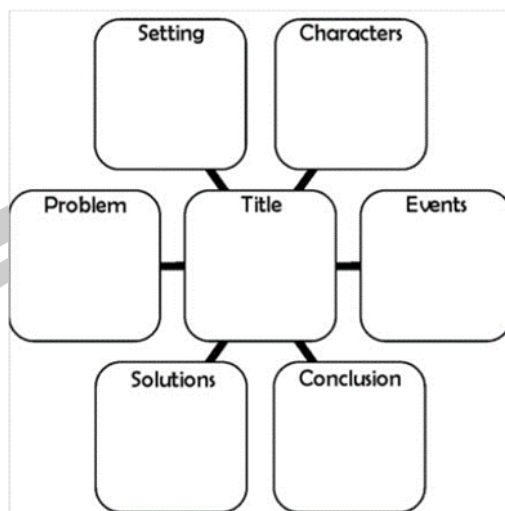 Setting
Characters
Problem
Title
Events
Solutions
Conclusion